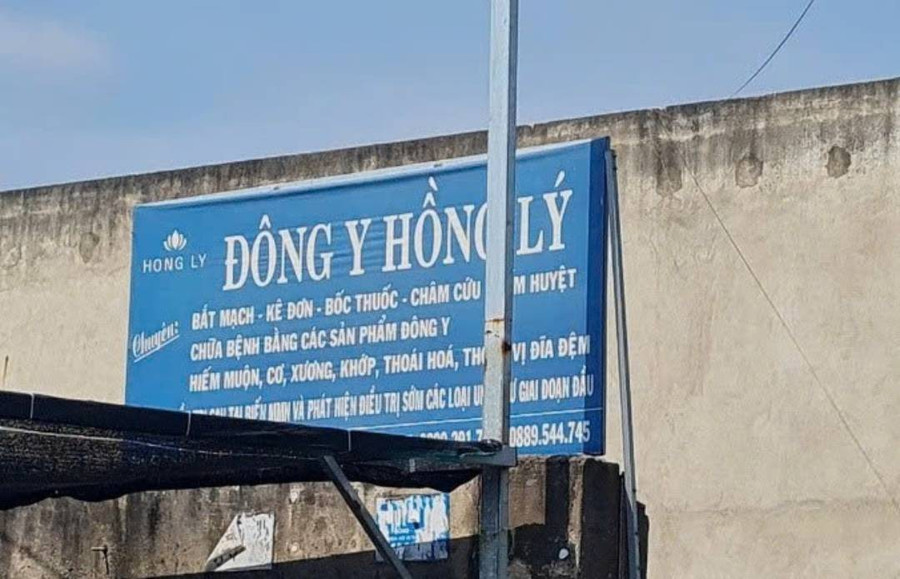 HONG LY
ĐÔNG Y HỒNG LÝ
Chuyên:
BẮT MẠCH - KÊ ĐƠN - BỐC THUỐC - CHÂM CỨU HUYỆT
CHỮA BỆNH BẰNG CÁC SẢN PHẨM ĐÔNG Y
HIẾM MUỘN, CƠ, XƯƠNG, KHỚP, THOÁI HOÁ, VỊ ĐĨA ĐỆM
TAI BIẾN VÀ PHÁT HIỆN ĐIỀU TRỊ SỚM CÁC LOẠI GIAI ĐOẠN ĐẦU
0889.544.745